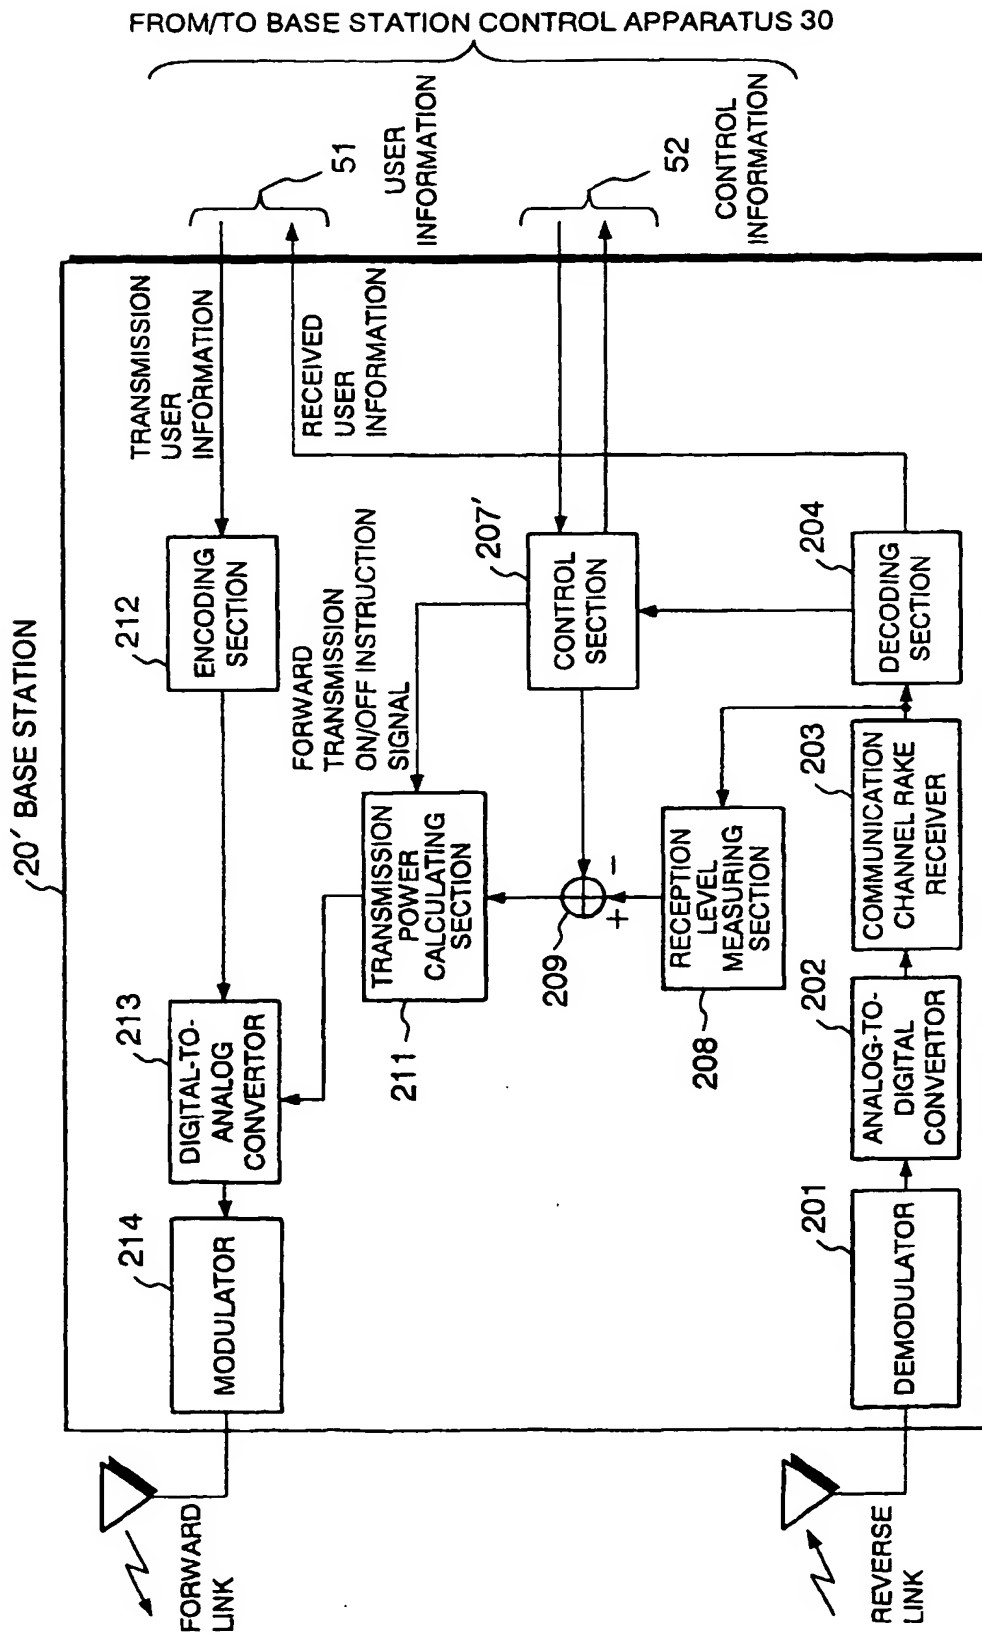 FROM/TO BASE STATION CONTROL APPARATUS 30
20′ BASE STATION
51
USER
INFORMATION
52
CONTROL
INFORMATION
TRANSMISSION
USER
INFORMATION
RECEIVED
USER
INFORMATION
212
ENCODING
SECTION
207′
CONTROL
SECTION
204
DECODING
SECTION
FORWARD
TRANSMISSION
ON/OFF INSTRUCTION
SIGNAL
213
DIGITAL-TO-
ANALOG
CONVERTOR
211
TRANSMISSION
POWER
CALCULATING
SECTION
209
+
−
208
RECEPTION
LEVEL
MEASURING
SECTION
203
COMMUNICATION
CHANNEL RAKE
RECEIVER
202
ANALOG-TO-
DIGITAL
CONVERTOR
214
MODULATOR
201
DEMODULATOR
FORWARD
LINK
REVERSE
LINK